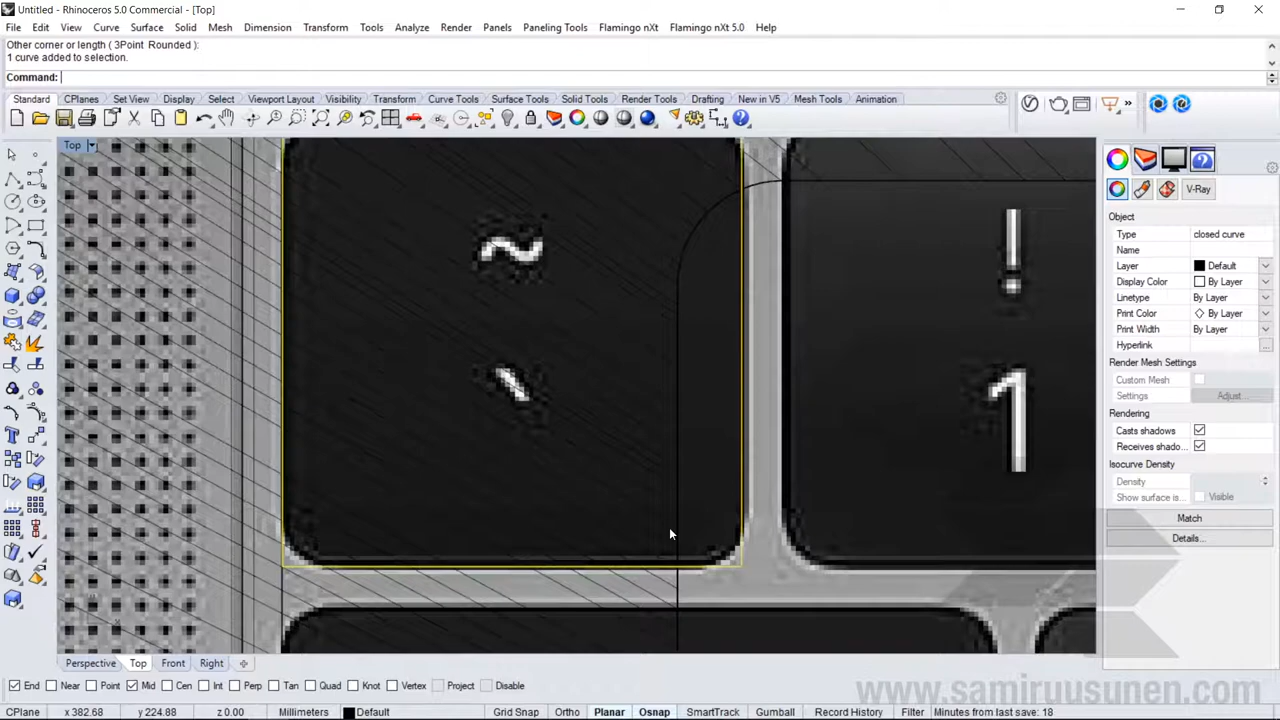 Untitled - Rhinoceros 5.0 Commercial - [Top]
File Edit View Curve Surface Solid Mesh Dimension Transform Tools Analyze Render Panels Paneling Tools Flamingo nXt Flamingo nXt 5.0 Help
Other corner or length ( 3Point Rounded ):
1 curve added to selection.
Command:
Standard CPlanes Set View Display Select Viewport Layout Visibility Transform Curve Tools Surface Tools Solid Tools Mesh Tools Render Tools Drafting New in V5 Animation
Top
V-Ray
Object
Type closed curve
Name
Layer Default
Display Color By Layer
Linetype By Layer
Print Color By Layer
Print Width By Layer
Hyperlink ...
Render Mesh Settings
Custom Mesh
Settings Adjust...
Rendering
Casts shadows
Receives shado...
Isocurve Density
Density
Show surface is... Visible
Match
Details...
~
`
!
1
Perspective Top Front Right
End Near Point Mid Cen Int Perp Tan Quad Knot Vertex Project Disable
www.samiruusunen.com
CPlane x 382.68 y 224.88 z 0.00 Millimeters Default Grid Snap Ortho Planar Osnap SmartTrack Gumball Record History Filter Minutes from last save: 18